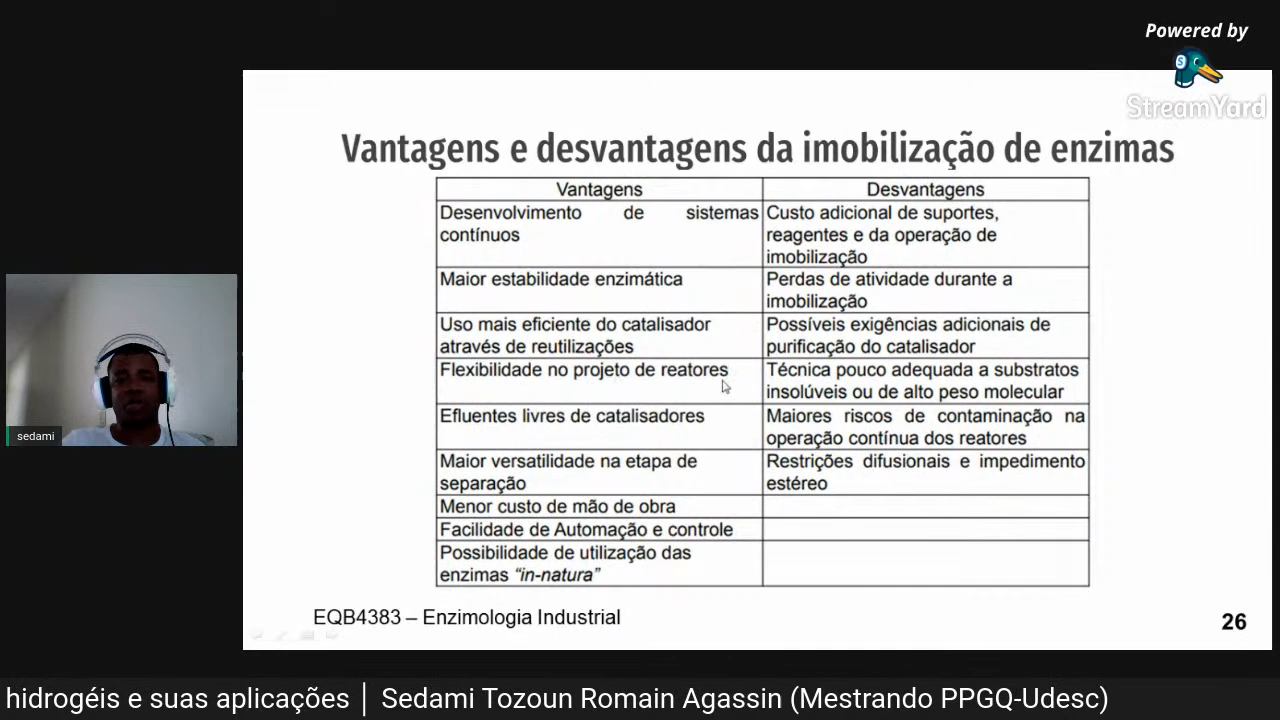 Powered by
StreamYard
Vantagens e desvantagens da imobilização de enzimas
Vantagens
Desvantagens
Desenvolvimento de sistemas
contínuos
Custo adicional de suportes,
reagentes e da operação de
imobilização
Maior estabilidade enzimática
Perdas de atividade durante a
imobilização
Uso mais eficiente do catalisador
através de reutilizações
Possíveis exigências adicionais de
purificação do catalisador
Flexibilidade no projeto de reatores
Técnica pouco adequada a substratos
insolúveis ou de alto peso molecular
Efluentes livres de catalisadores
Maiores riscos de contaminação na
operação contínua dos reatores
Maior versatilidade na etapa de
separação
Restrições difusionais e impedimento
estéreo
Menor custo de mão de obra
Facilidade de Automação e controle
Possibilidade de utilização das
enzimas “in-natura”
EQB4383 – Enzimologia Industrial
26
sedami
hidrogéis e suas aplicações │ Sedami Tozoun Romain Agassin (Mestrando PPGQ-Udesc)